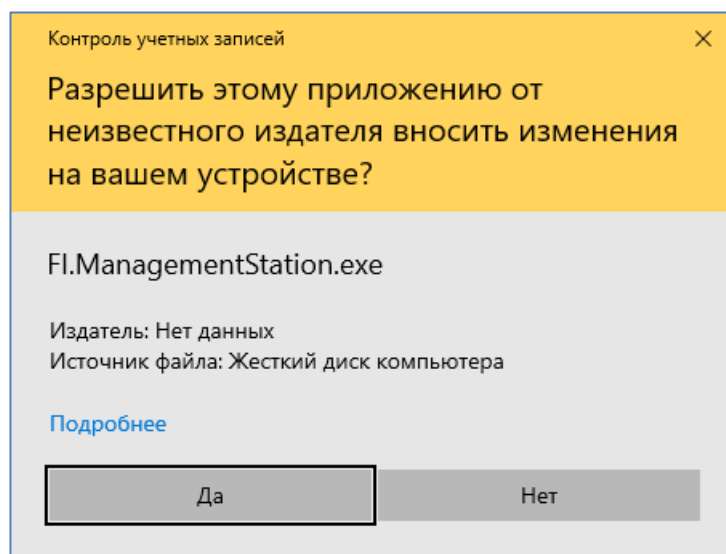 Контроль учетных записей
Разрешить этому приложению от
неизвестного издателя вносить изменения
на вашем устройстве?
FI.ManagementStation.exe
Издатель: Нет данных
Источник файла: Жесткий диск компьютера
Подробнее
Да
Нет